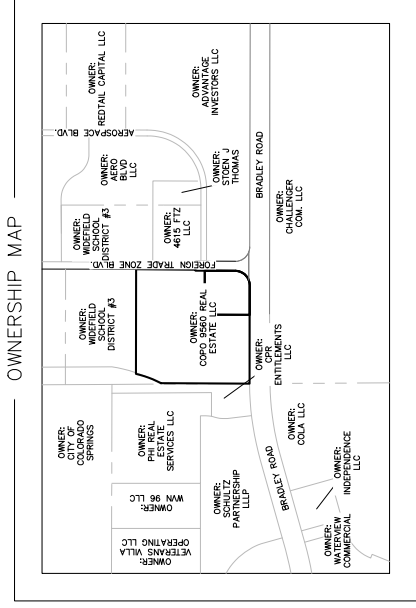 OWNERSHIP MAP
OWNER:
CITY OF
COLORADO
SPRINGS
OWNER:
WIDEFIELD
SCHOOL
DISTRICT #3
OWNER:
WIDEFIELD
SCHOOL
DISTRICT #3
OWNER:
AERO
BLVD
LLC
OWNER:
REDTAIL CAPITAL LLC
AEROSPACE BLVD.
OWNER:
VETERANS VILLA
OPERATING LLC
OWNER:
WVN 96 LLC
OWNER:
PHI REAL
ESTATE
SERVICES LLC
OWNER:
COPO 9560 REAL
ESTATE LLC
FOREIGN TRADE ZONE BLVD.
OWNER:
4615 FTZ
LLC
OWNER:
STOEN J
THOMAS
OWNER:
ADVANTAGE
INVESTORS LLC
OWNER:
SCHULTZ
PARTNERSHIP
LLLP
OWNER:
CPR
ENTITLEMENTS
LLC
BRADLEY ROAD
BRADLEY ROAD
OWNER:
CHALLENGER
COM. LLC
OWNER:
COLA LLC
OWNER:
INDEPENDENCE
LLC
OWNER:
WATERVIEW
COMMERCIAL